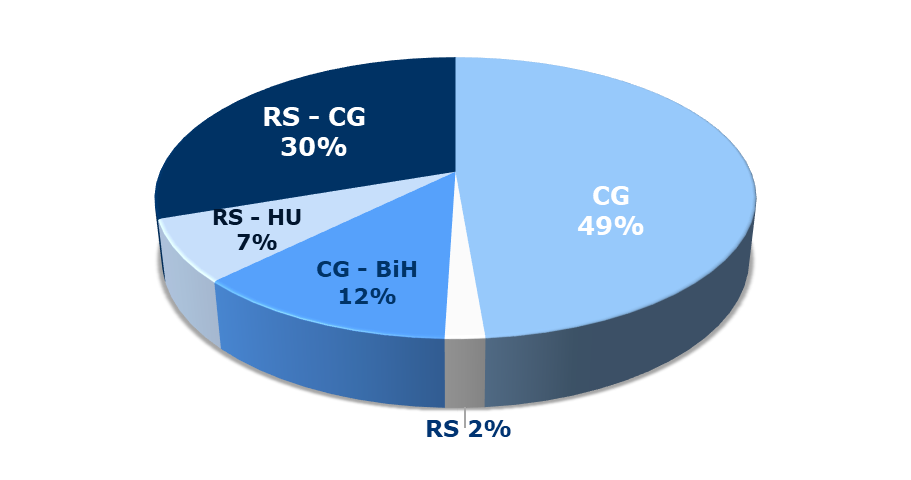 RS – CG
30%
CG
49%
RS - HU
7%
CG – BiH
12%
RS 2%